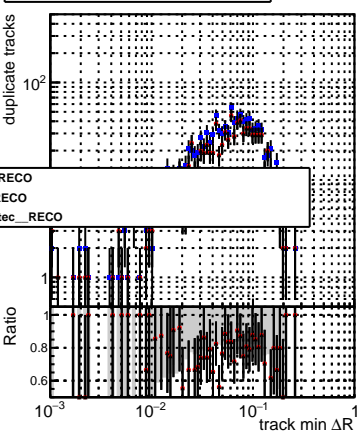 duplicate tracks
10²
RECO
RECO
tec__RECO
1
Ratio
1
0.8
0.6
10⁻³
10⁻²
10⁻¹
1
track min ΔR